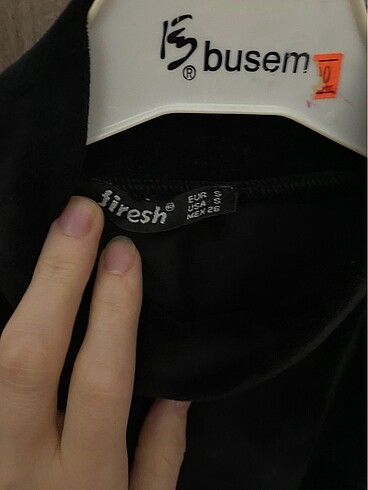 busem
®
firesh®
EUR S
USA S
MEX 26